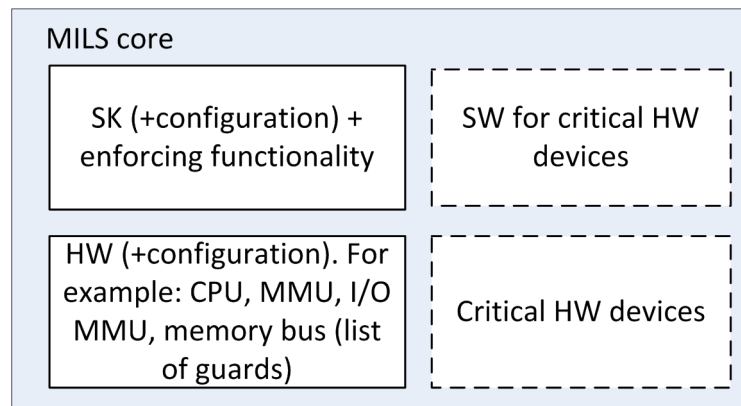 MILS core
SK (+configuration) +
enforcing functionality
SW for critical HW
devices
HW (+configuration). For
example: CPU, MMU, I/O
MMU, memory bus (list
of guards)
Critical HW devices